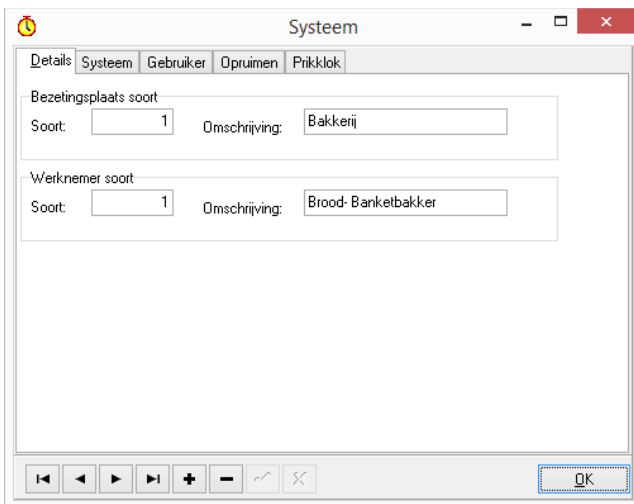 Systeem
Details Systeem Gebruiker Opruimen Prikklok
Bezetingsplaats soort
Soort: 1 Omschrijving: Bakkerij
Werknemer soort
Soort: 1 Omschrijving: Brood- Banketbakker
OK